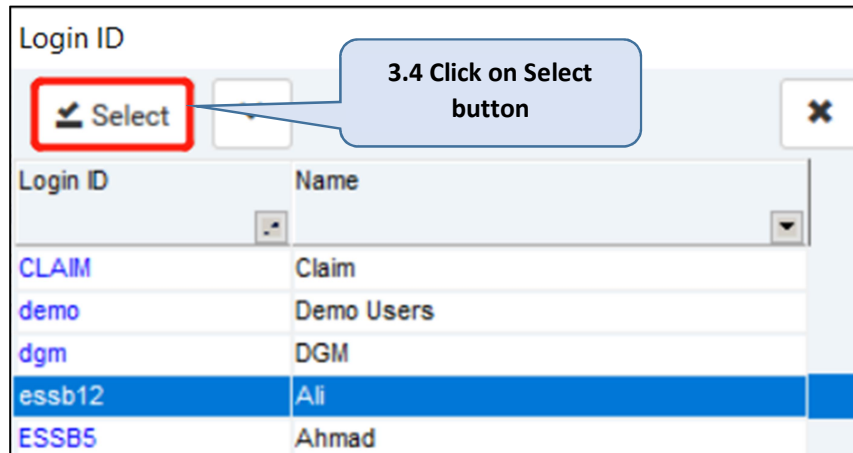 Login ID
3.4 Click on Select
button
Select
Login ID Name
CLAIM Claim
demo Demo Users
dgm DGM
essb12 Ali
ESSB5 Ahmad